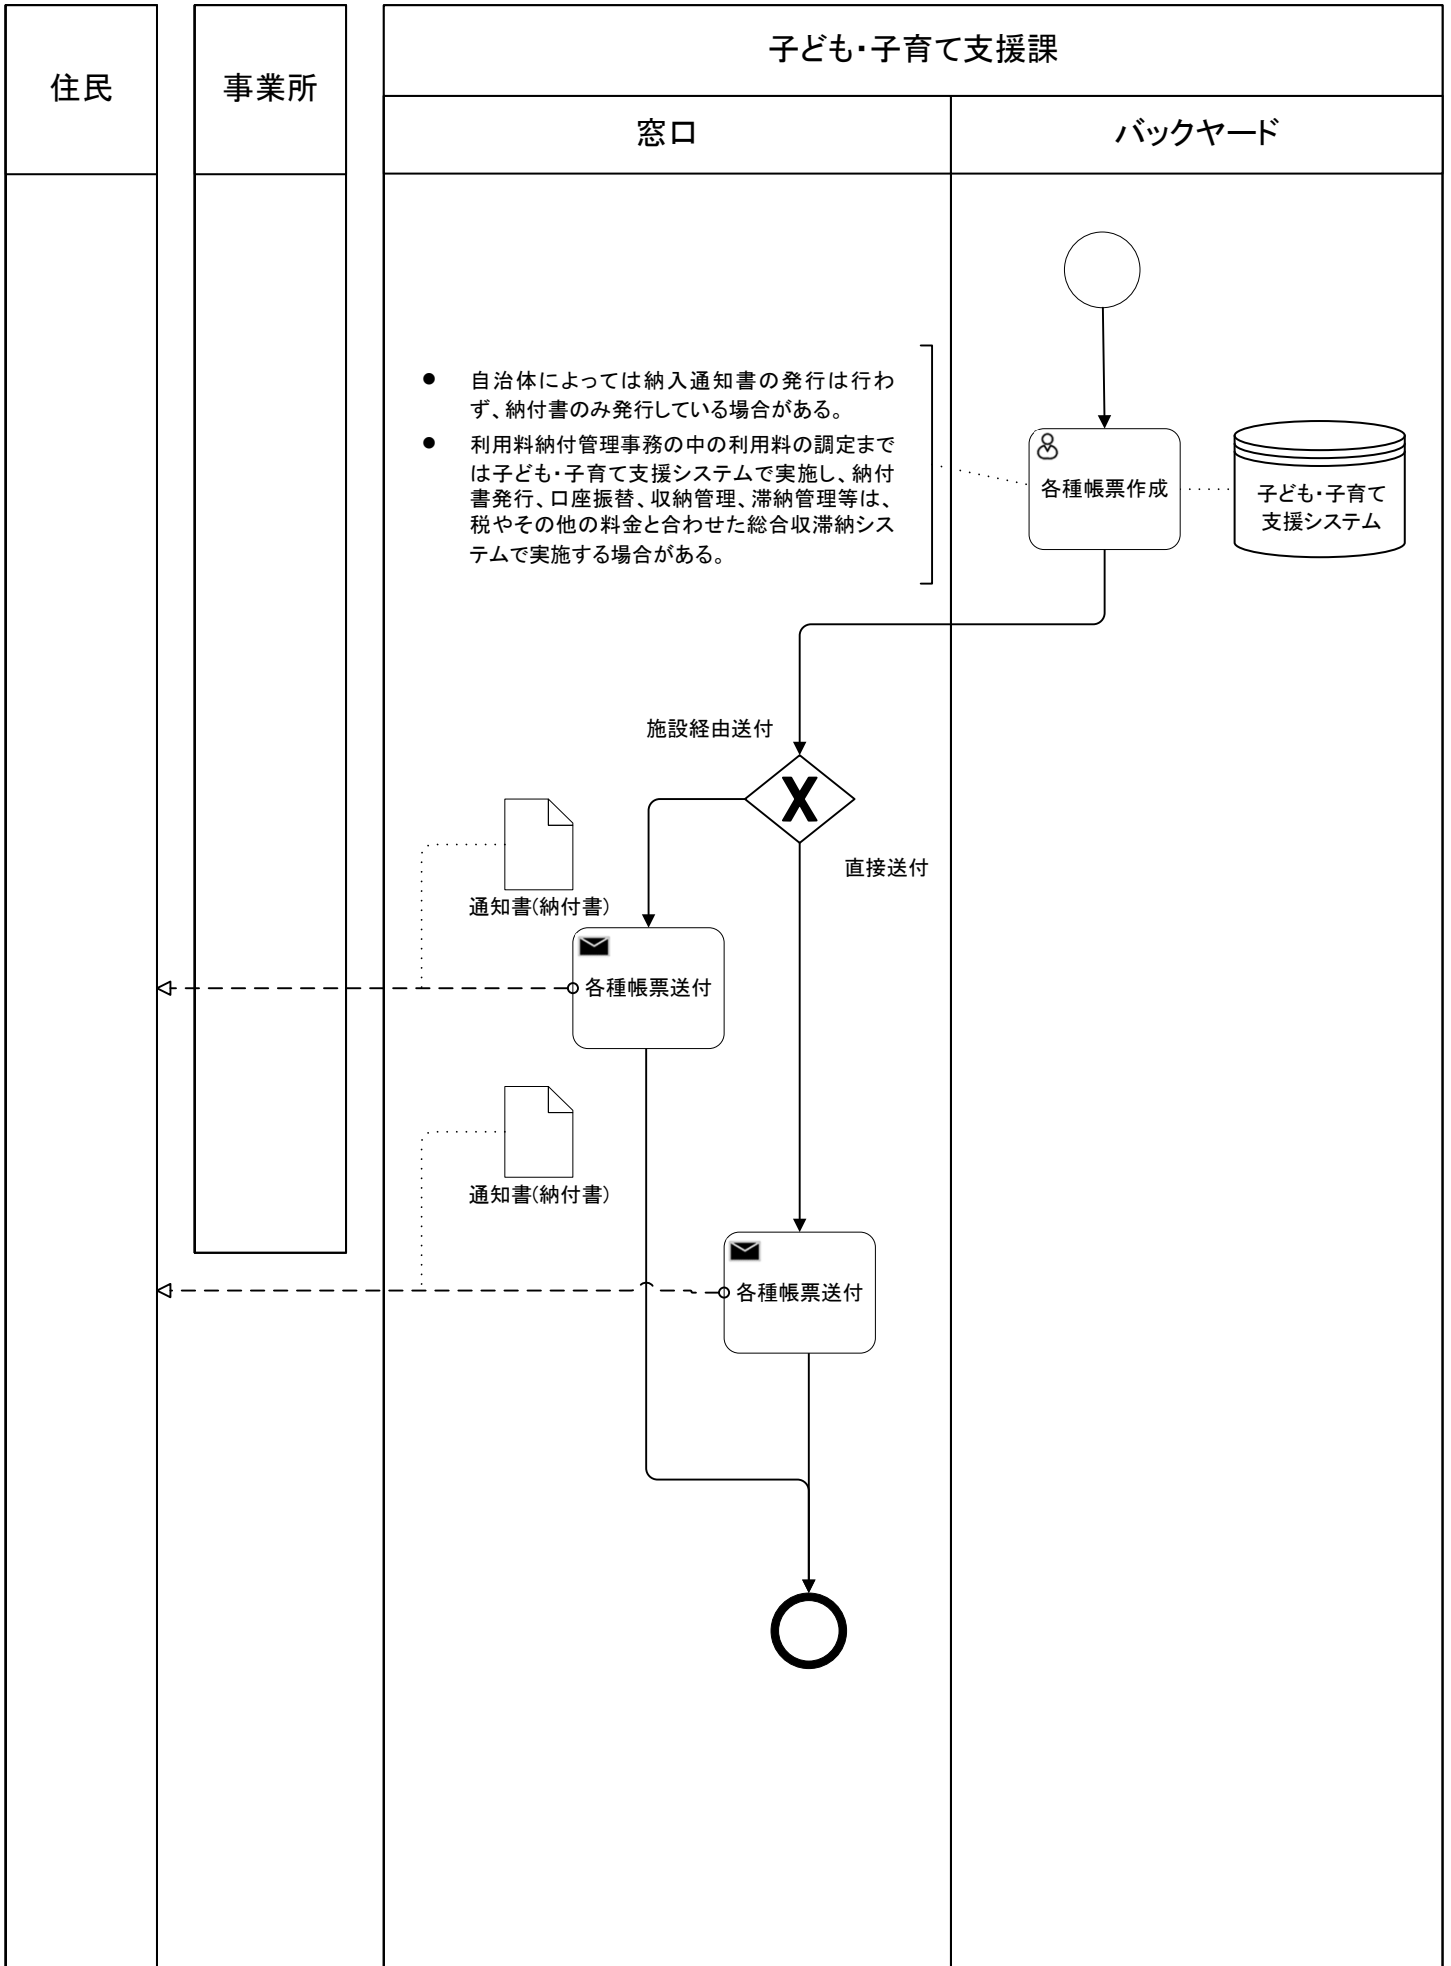 子ども・子育て支援課
住民
事業所
窓口
バックヤード
● 自治体によっては納入通知書の発行は行わ
ず、納付書のみ発行している場合がある。
● 利用料納付管理事務の中の利用料の調定まで
は子ども・子育て支援システムで実施し、納付
書発行、口座振替、収納管理、滞納管理等は、
税やその他の料金と合わせた総合収滞納シス
テムで実施する場合がある。
各種帳票作成
子ども・子育て
支援システム
施設経由送付
X
直接送付
通知書(納付書)
各種帳票送付
通知書(納付書)
各種帳票送付